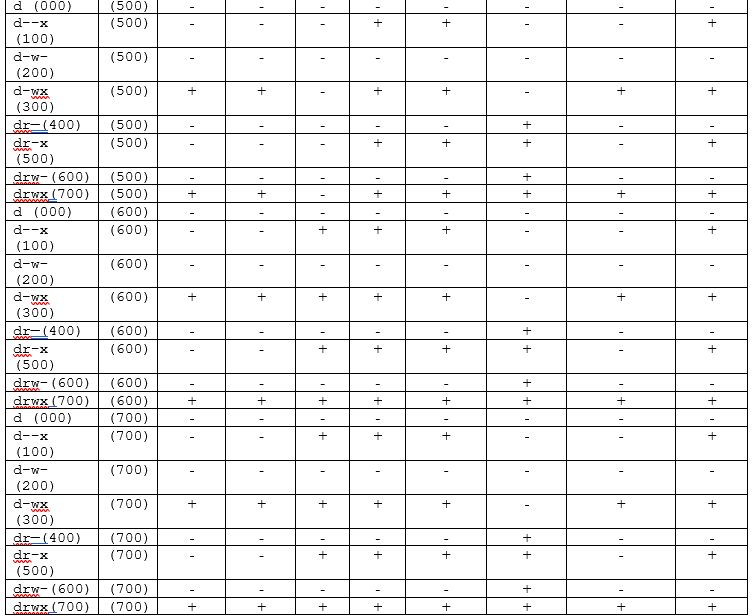 d (000) (500) - - - - - - - -
d--x (500) - - - + + - - +
(100)
d-w- (500) - - - - - - - -
(200)
d-wx (500) + + - + + - + +
(300)
dr—(400) (500) - - - - - + - -
dr-x (500) - - - + + + - +
(500)
drw-(600) (500) - - - - - + - -
drwx(700) (500) + + - + + + + +
d (000) (600) - - - - - - - -
d--x (600) - - + + + - - +
(100)
d-w- (600) - - - - - - - -
(200)
d-wx (600) + + + + + - + +
(300)
dr—(400) (600) - - - - - + - -
dr-x (600) - - + + + + - +
(500)
drw-(600) (600) - - - - - + - -
drwx(700) (600) + + + + + + + +
d (000) (700) - - - - - - - -
d--x (700) - - + + + - - +
(100)
d-w- (700) - - - - - - - -
(200)
d-wx (700) + + + + + - + +
(300)
dr—(400) (700) - - - - - + - -
dr-x (700) - - + + + + - +
(500)
drw-(600) (700) - - - - - + - -
drwx(700) (700) + + + + + + + +